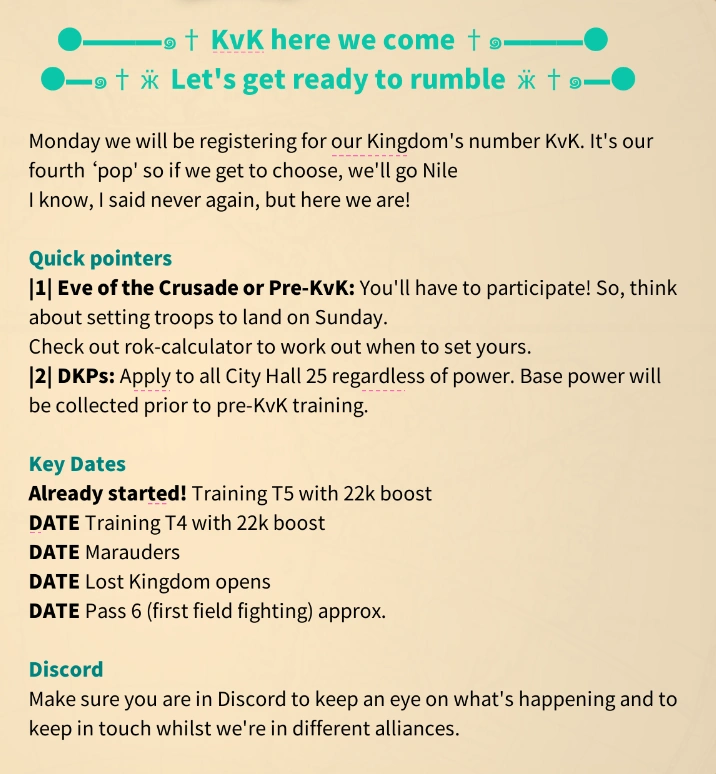 ●━━━━━๑ † KvK here we come † ๑━━━━━●
●━๑ † ӝ Let's get ready to rumble ӝ † ๑━●
Monday we will be registering for our Kingdom's number KvK. It's our
fourth ‘pop' so if we get to choose, we'll go Nile
I know, I said never again, but here we are!
Quick pointers
|1| Eve of the Crusade or Pre-KvK: You'll have to participate! So, think
about setting troops to land on Sunday.
Check out rok-calculator to work out when to set yours.
|2| DKPs: Apply to all City Hall 25 regardless of power. Base power will
be collected prior to pre-KvK training.
Key Dates
Already started! Training T5 with 22k boost
DATE Training T4 with 22k boost
DATE Marauders
DATE Lost Kingdom opens
DATE Pass 6 (first field fighting) approx.
Discord
Make sure you are in Discord to keep an eye on what's happening and to
keep in touch whilst we're in different alliances.